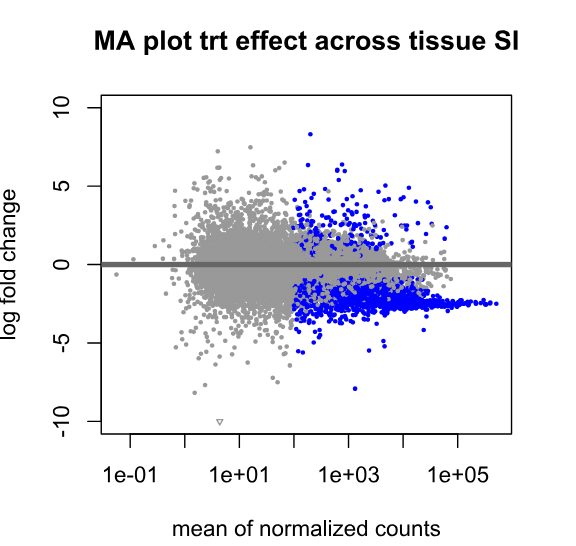 MA plot trt effect across tissue SI
log fold change
10
5
0
-5
-10
1e-01
1e+01
1e+03
1e+05
mean of normalized counts